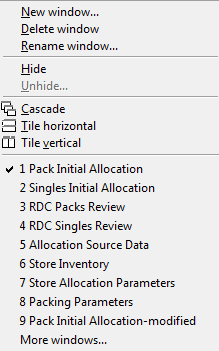 New window...
Delete window
Rename window...
Hide
Unhide...
Cascade
Tile horizontal
Tile vertical
1 Pack Initial Allocation
2 Singles Initial Allocation
3 RDC Packs Review
4 RDC Singles Review
5 Allocation Source Data
6 Store Inventory
7 Store Allocation Parameters
8 Packing Parameters
9 Pack Initial Allocation-modified
More windows...